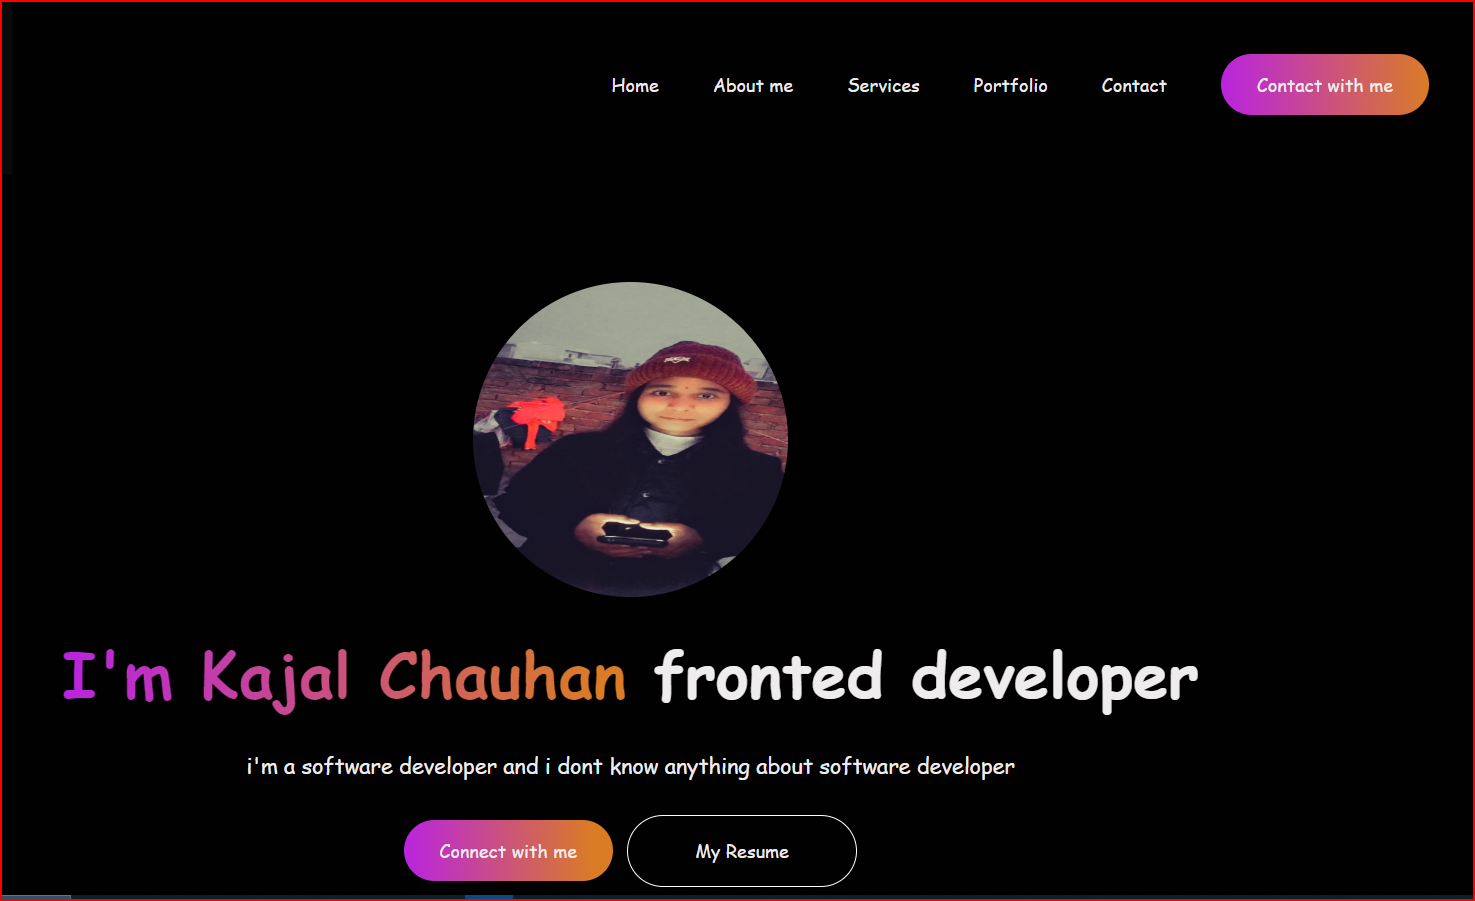 Home About me Services Portfolio Contact Contact with me
I'm Kajal Chauhan fronted developer
i'm a software developer and i dont know anything about software developer
Connect with me My Resume